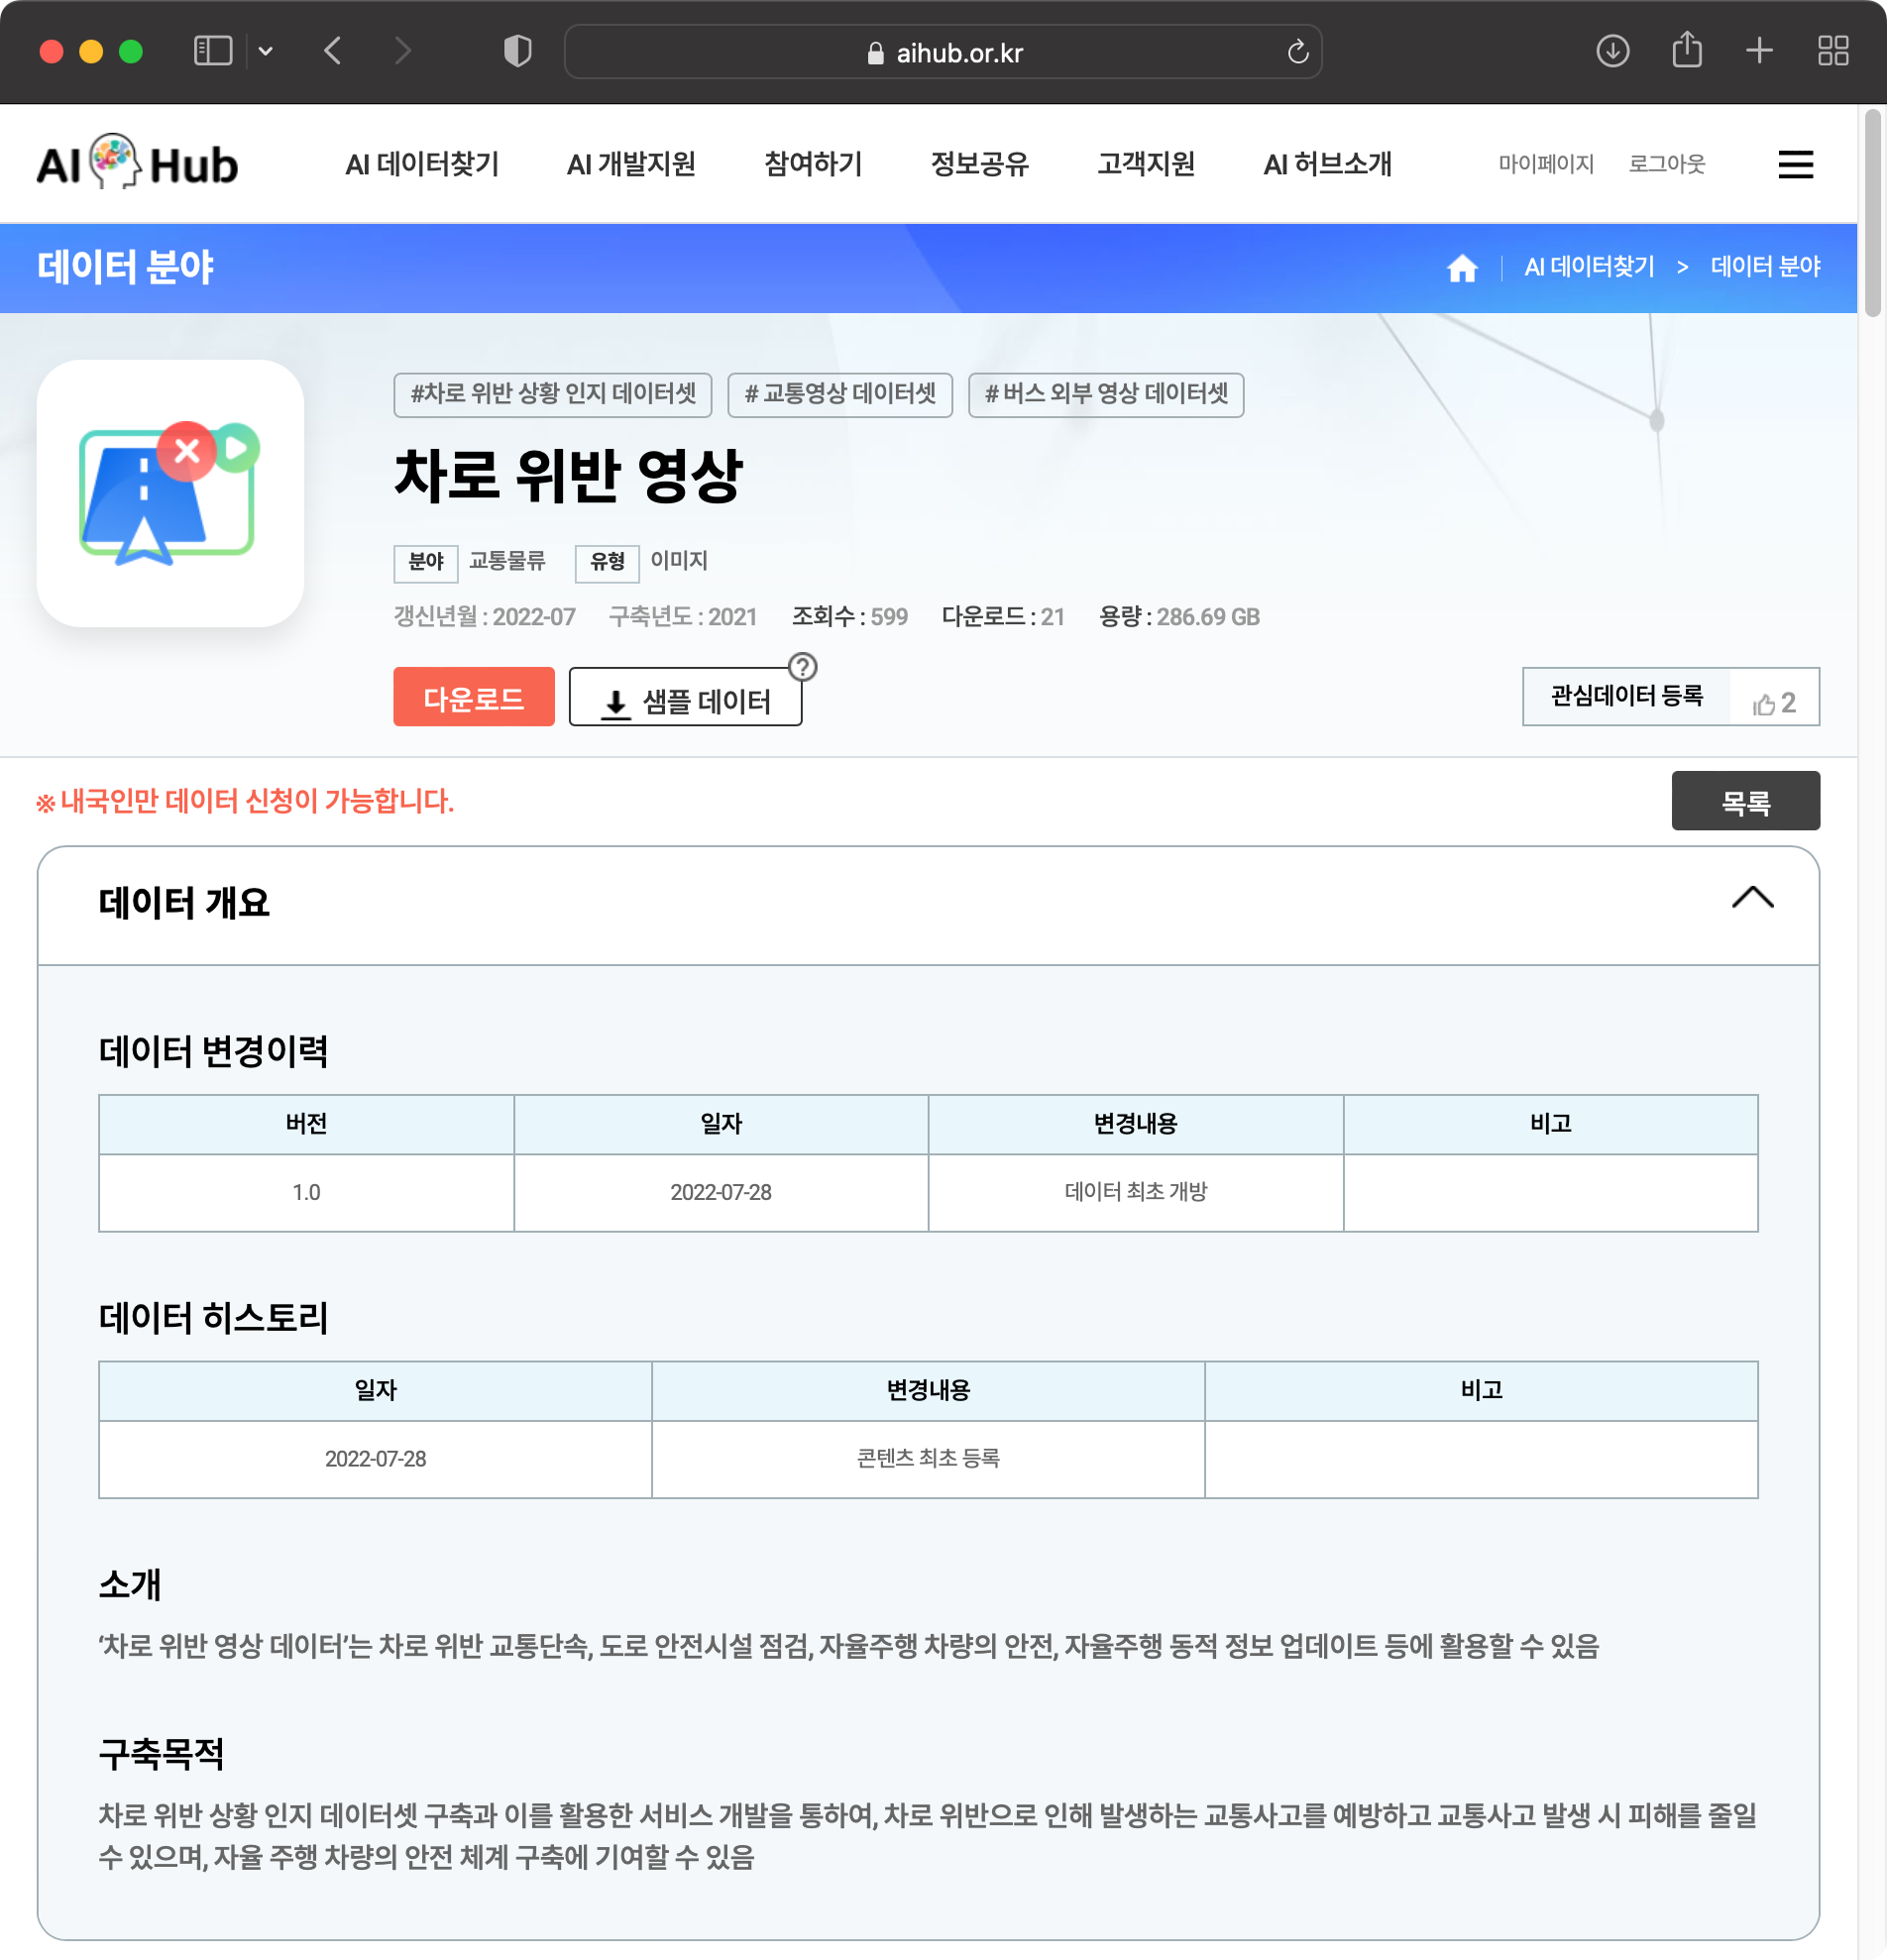 aihub.or.kr
AI Hub
AI 데이터찾기 AI 개발지원 참여하기 정보공유 고객지원 AI 허브소개 마이페이지 로그아웃
데이터 분야
AI 데이터찾기 > 데이터 분야
#차로 위반 상황 인지 데이터셋 # 교통영상 데이터셋 # 버스 외부 영상 데이터셋
차로 위반 영상
분야 교통물류 유형 이미지
갱신년월 : 2022-07 구축년도 : 2021 조회수 : 599 다운로드 : 21 용량 : 286.69 GB
다운로드 샘플 데이터 ? 관심데이터 등록 2
※ 내국인만 데이터 신청이 가능합니다.
목록
데이터 개요
데이터 변경이력
버전 일자 변경내용 비고
1.0 2022-07-28 데이터 최초 개방
데이터 히스토리
일자 변경내용 비고
2022-07-28 콘텐츠 최초 등록
소개
‘차로 위반 영상 데이터’는 차로 위반 교통단속, 도로 안전시설 점검, 자율주행 차량의 안전, 자율주행 동적 정보 업데이트 등에 활용할 수 있음
구축목적
차로 위반 상황 인지 데이터셋 구축과 이를 활용한 서비스 개발을 통하여, 차로 위반으로 인해 발생하는 교통사고를 예방하고 교통사고 발생 시 피해를 줄일
수 있으며, 자율 주행 차량의 안전 체계 구축에 기여할 수 있음